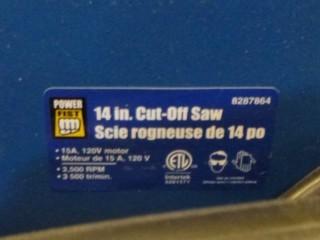 POWER
FIST
8287864
14 in. Cut-Off Saw
Scie rogneuse de 14 po
• 15A, 120V motor
• Moteur de 15 A, 120 V
• 3,500 RPM
• 3 500 tr/min.
ETL
Intertek